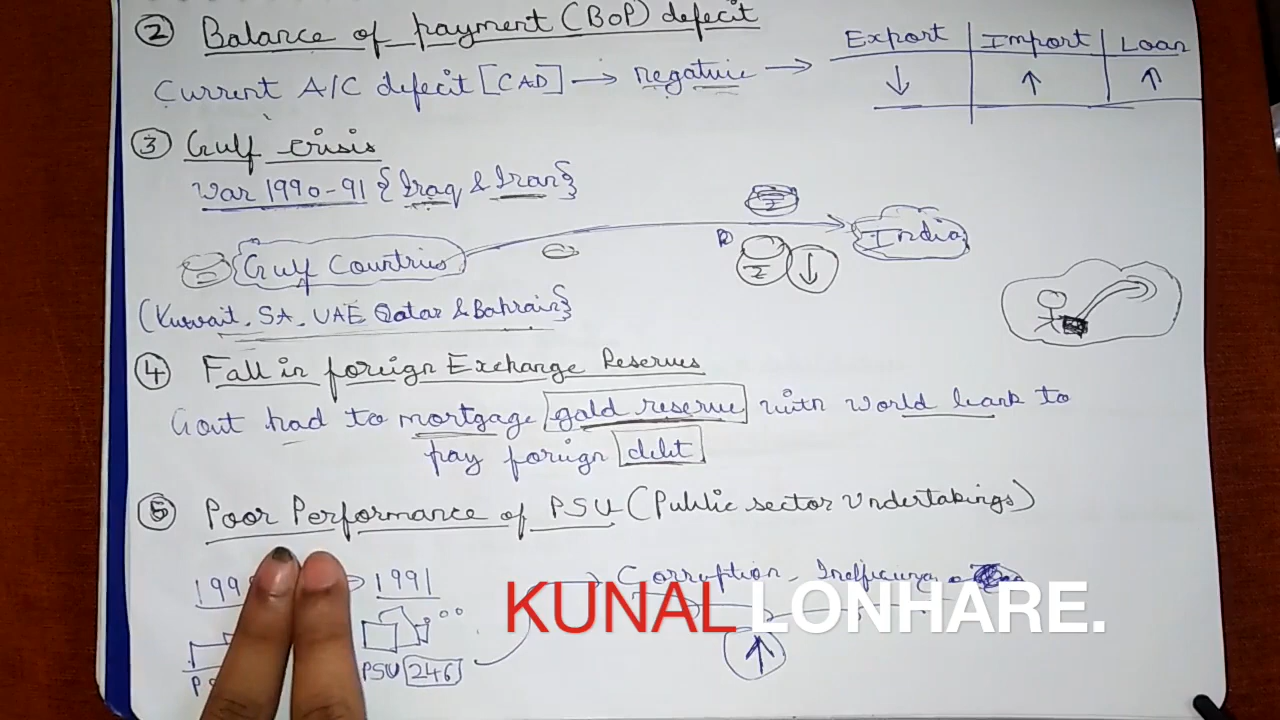 ② Balance of payment (BOP) defecit
Export Import Loan
Current A/C defecit [CAD] → negative → ↓ ↑ ↑
③ Gulf crisis
War 1990-91 {Iraq & Iran}
Gulf Countries India
(Kuwait, SA, UAE Qatar & Bahrain}
④ Fall in foreign Exchange Reserves
Govt had to mortgage gold reserve with world bank to
pay foreign debt
⑤ Poor Performance of PSU (Public sector Undertakings)
1991 → Corruption,
KUNAL LONHARE.
PSU 246 ↑